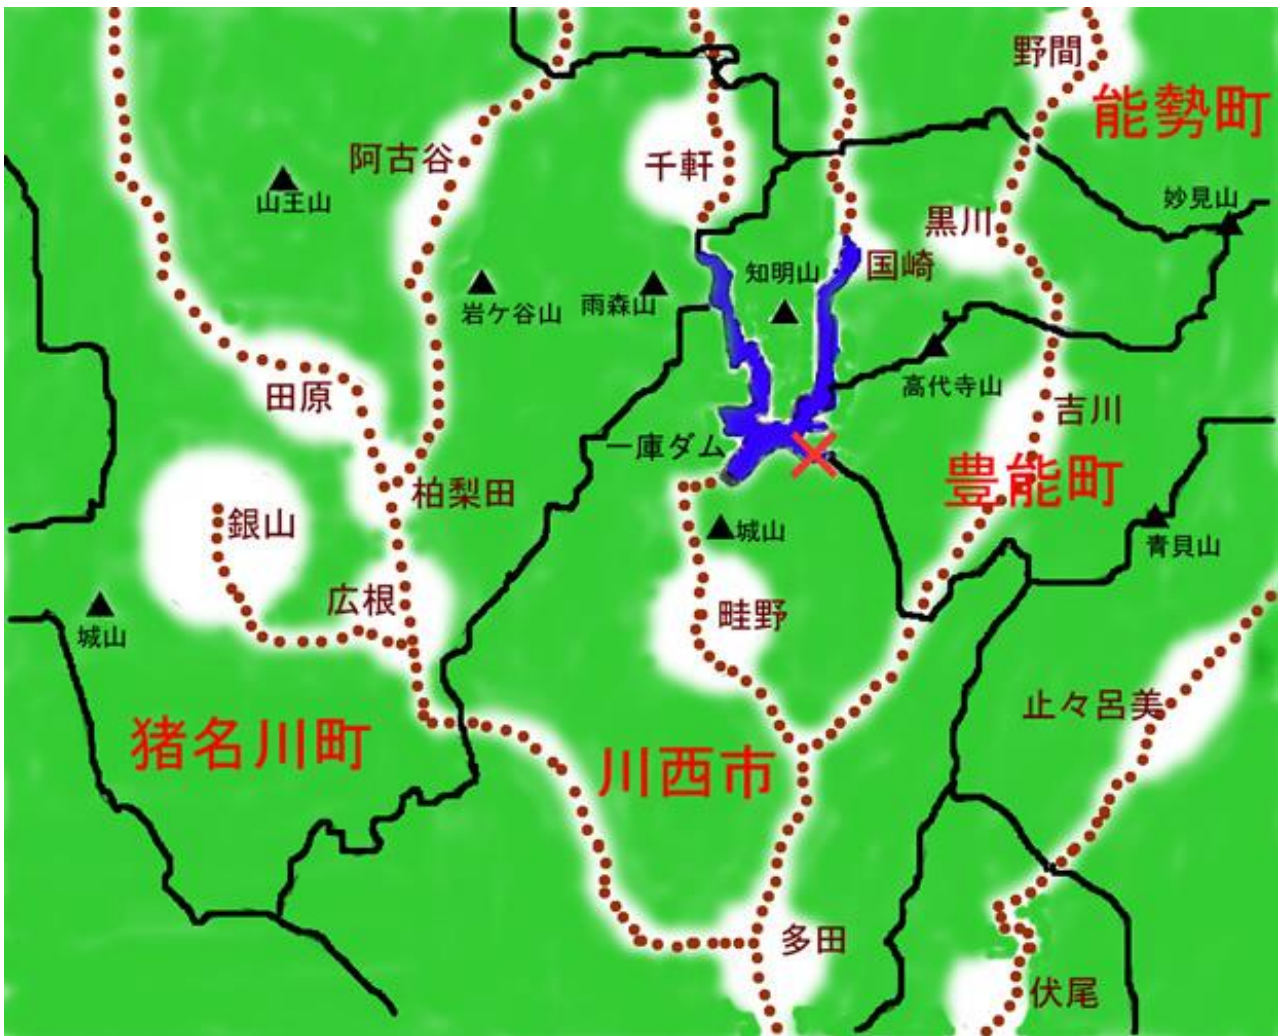 野間
能勢町
阿古谷
千軒
山王山
妙見山
黒川
国崎
知明山
岩ケ谷山
雨森山
高代寺山
田原
吉川
一庫ダム
豊能町
柏梨田
銀山
城山
青貝山
広根
畦野
城山
止々呂美
猪名川町
川西市
多田
伏尾